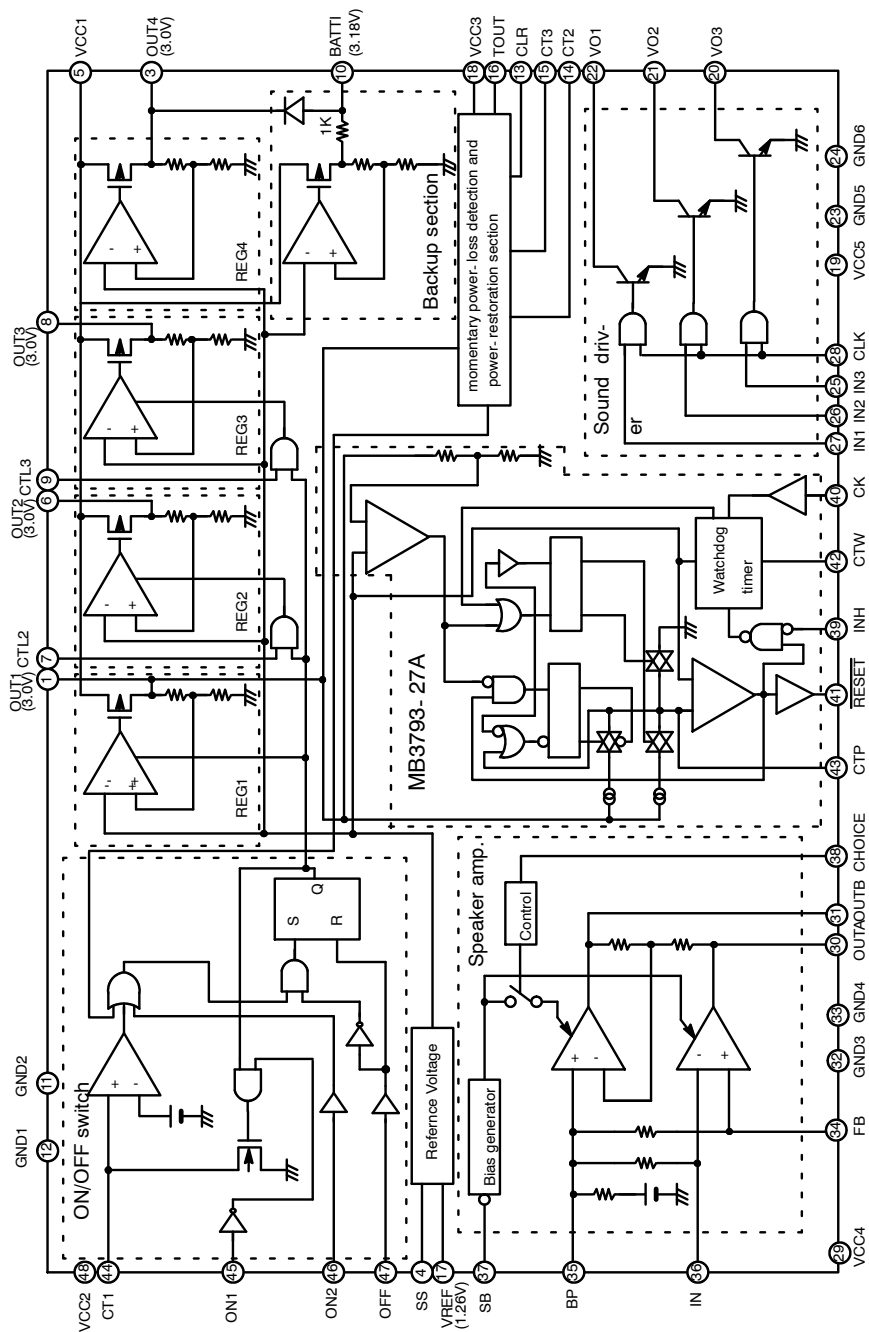 VCC1
5
OUT4
(3.0V)
3
BATTI
(3.18V)
10
VCC3
18
TOUT
16
CLR
13
CT3
15
CT2
14
VO1
22
VO2
21
VO3
20
OUT3
(3.0V)
8
CTL3
9
OUT2
(3.0V)
6
CTL2
7
OUT1
(3.0V)
1
GND2
11
GND1
12
-
+
REG4
-
+
REG3
-
+
REG2
-
+
REG1
1K
-
+
Backup section
momentary power- loss detection and
power- restoration section
Sound driv-
er
24
GND6
23
GND5
19
VCC5
28
CLK
25
IN3
26
IN2
27
IN1
40
CK
42
CTW
39
INH
41
RESET
43
CTP
Watchdog
timer
MB3793- 27A
ON/OFF switch
+
-
S
R
Q
Refernce Voltage
Speaker amp.
Control
Bias generator
+
-
-
+
38
CHOICE
31
OUTB
30
OUTA
33
GND4
32
GND3
34
FB
29
VCC4
VCC2
48
CT1
44
ON1
45
ON2
46
OFF
47
SS
4
VREF
(1.26V)
17
SB
37
BP
35
IN
36